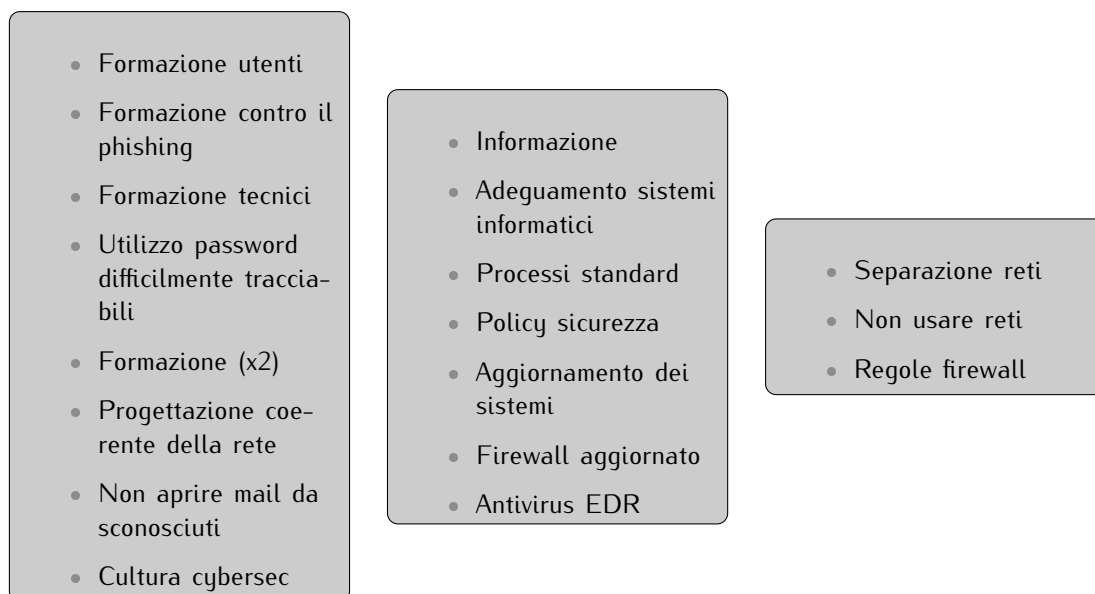 Formazione utenti
Formazione contro il
phishing
Formazione tecnici
Utilizzo password
difficilmente traccia-
bili
Formazione (x2)
Progettazione coe-
rente della rete
Non aprire mail da
sconosciuti
Cultura cybersec
Informazione
Adeguamento sistemi
informatici
Processi standard
Policy sicurezza
Aggiornamento dei
sistemi
Firewall aggiornato
Antivirus EDR
Separazione reti
Non usare reti
Regole firewall